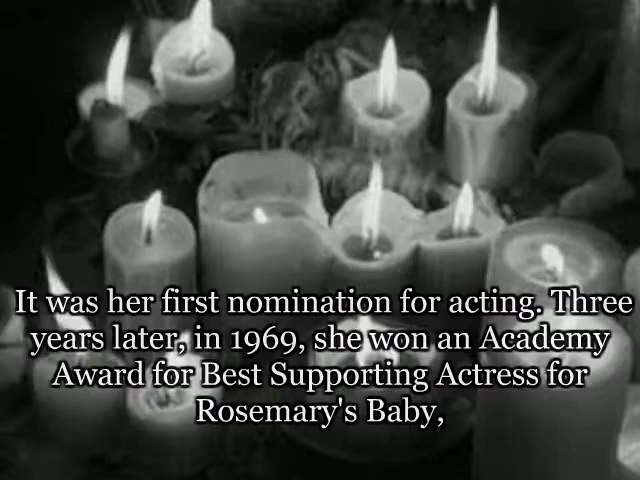 It was her first nomination for acting. Three
years later, in 1969, she won an Academy
Award for Best Supporting Actress for
Rosemary's Baby,